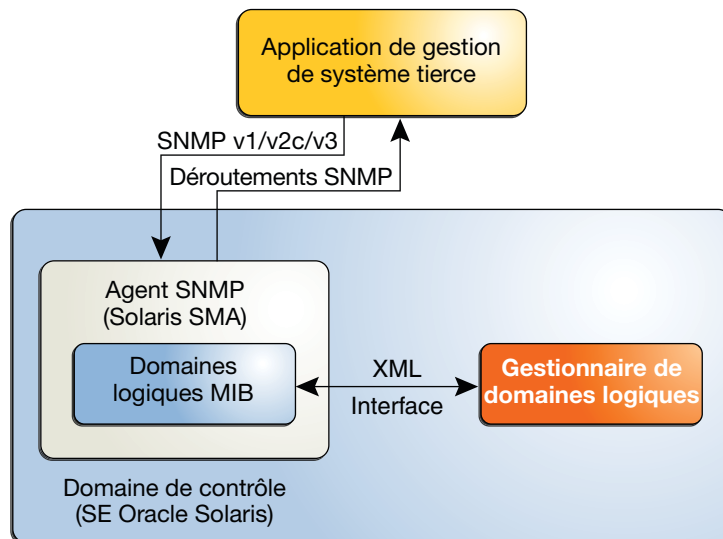 Application de gestion
de système tierce
SNMP v1/v2c/v3
Déroutements SNMP
Agent SNMP
(Solaris SMA)
Domaines
logiques MIB
XML
Interface
Gestionnaire de
domaines logiques
Domaine de contrôle
(SE Oracle Solaris)